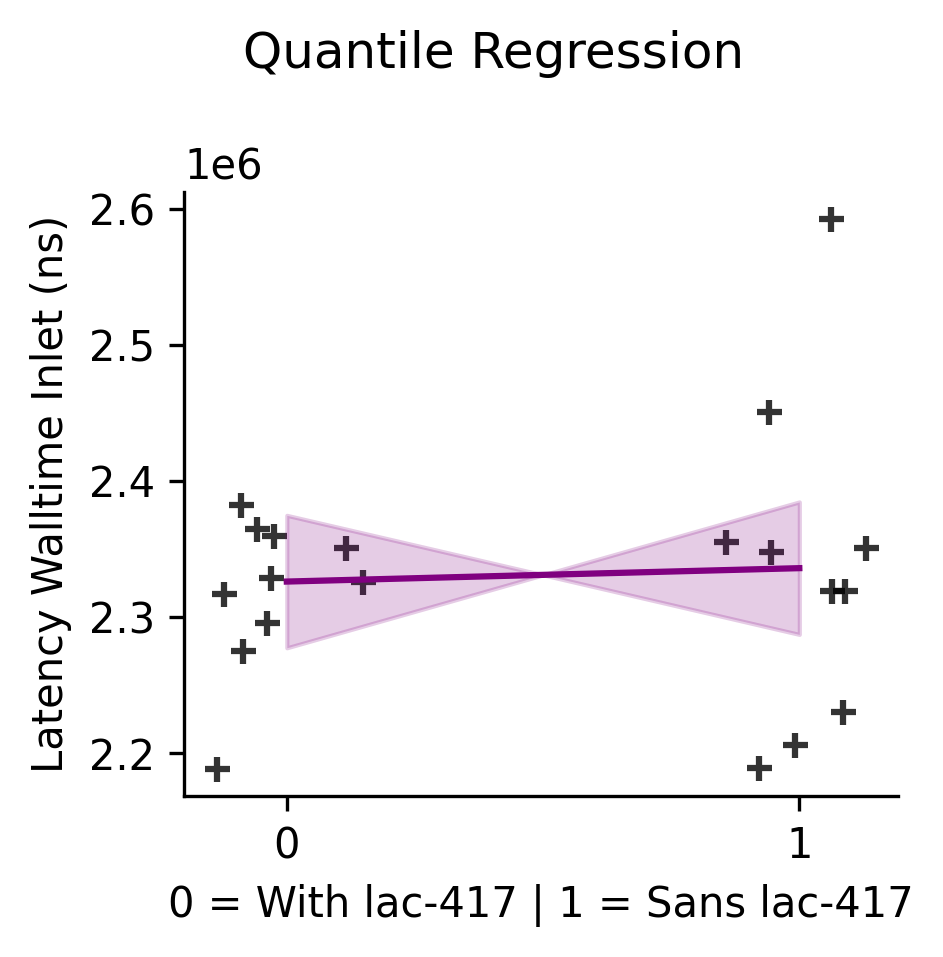 Quantile Regression
1e6
2.6
2.5
2.4
2.3
2.2
Latency Walltime Inlet (ns)
0 1
0 = With lac-417 | 1 = Sans lac-417